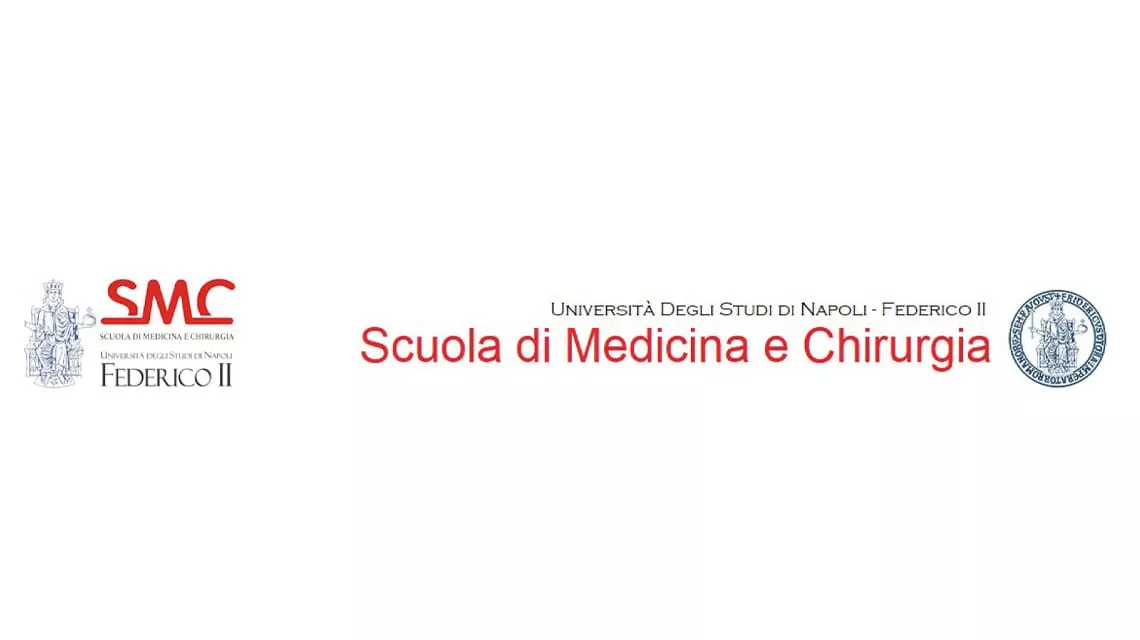 SMC
SCUOLA DI MEDICINA E CHIRURGIA
UNIVERSITÀ DEGLI STUDI DI NAPOLI
FEDERICO II
UNIVERSITÀ DEGLI STUDI DI NAPOLI - FEDERICO II
Scuola di Medicina e Chirurgia